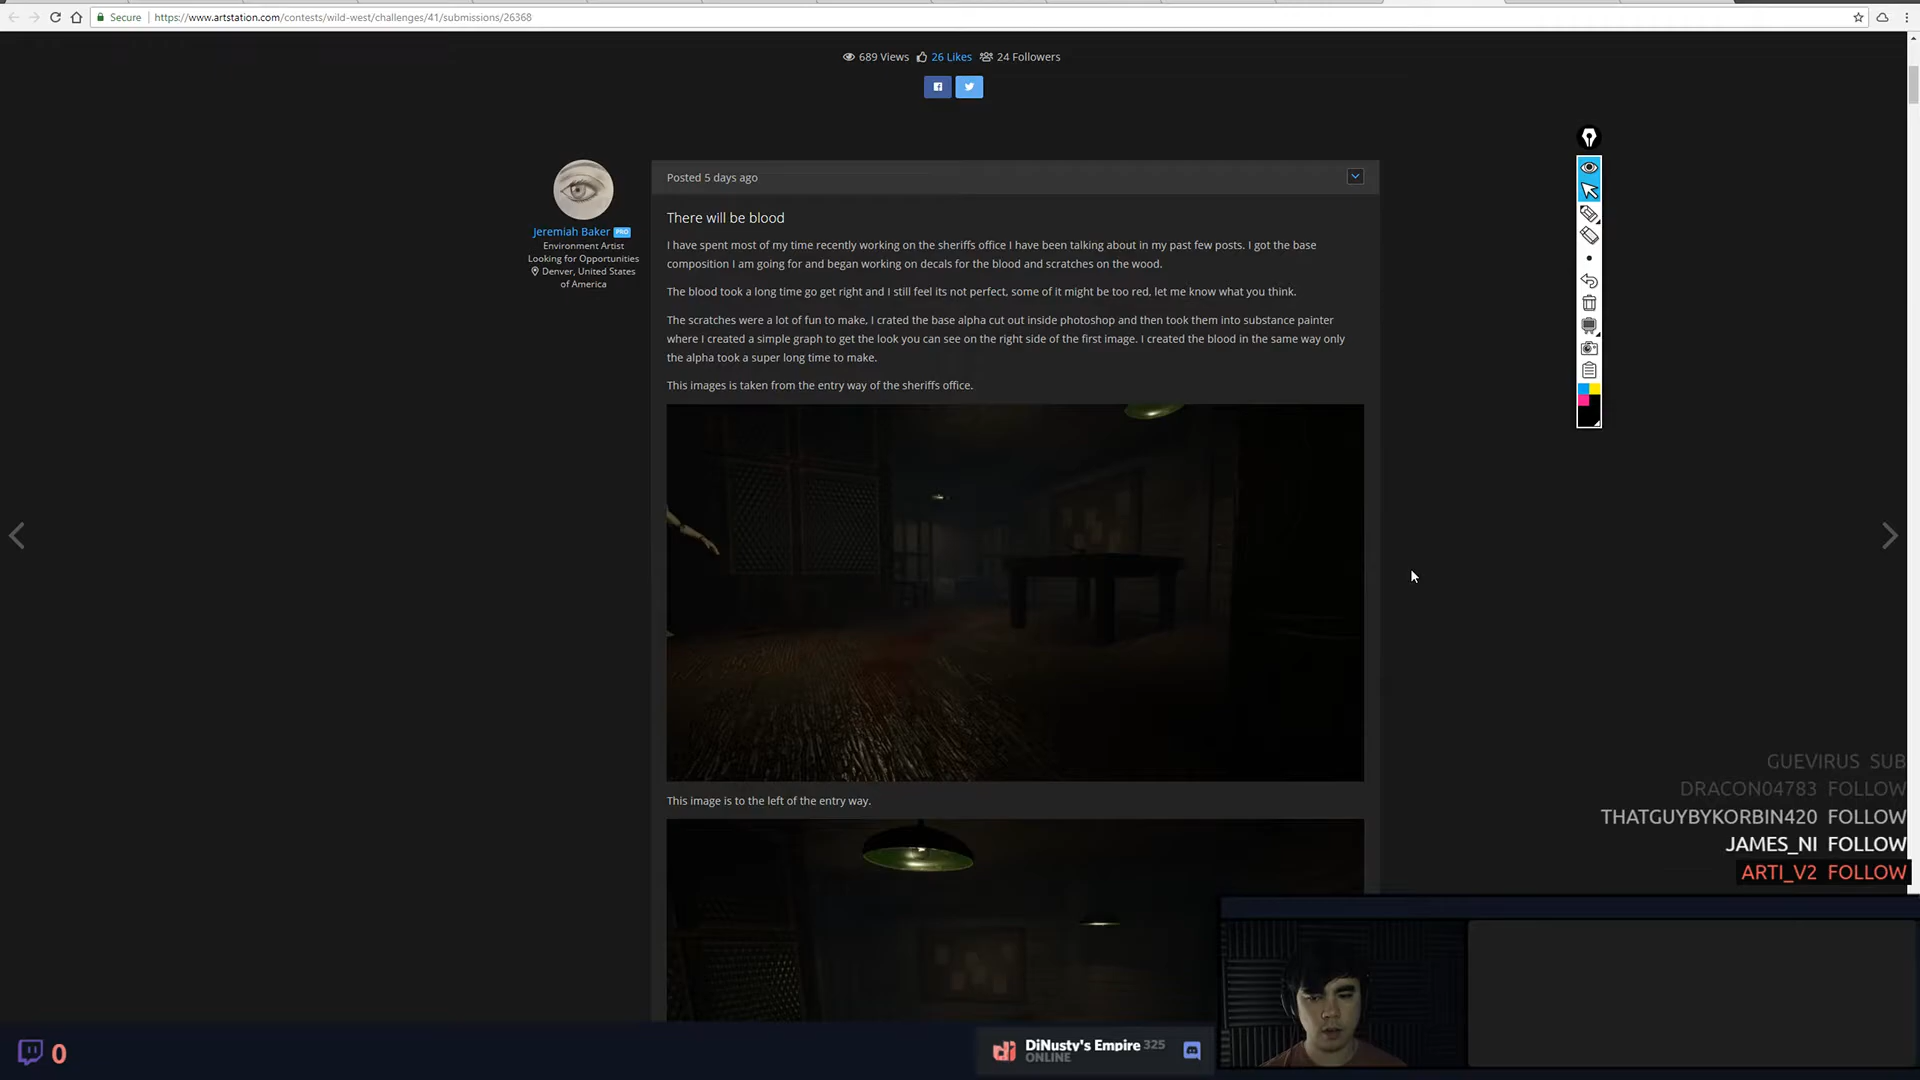 Secure
https://www.artstation.com/contests/wild-west/challenges/41/submissions/26368
689 Views 26 Likes 24 Followers
Jeremiah Baker PRO
Environment Artist
Looking for Opportunities
Denver, United States
of America
Posted 5 days ago
There will be blood
I have spent most of my time recently working on the sheriffs office I have been talking about in my past few posts. I got the base
composition I am going for and began working on decals for the blood and scratches on the wood.
The blood took a long time go get right and I still feel its not perfect, some of it might be too red, let me know what you think.
The scratches were a lot of fun to make, I crated the base alpha cut out inside photoshop and then took them into substance painter
where I created a simple graph to get the look you can see on the right side of the first image. I created the blood in the same way only
the alpha took a super long time to make.
This images is taken from the entry way of the sheriffs office.
This image is to the left of the entry way.
GUEVIRUS SUB
DRACON04783 FOLLOW
THATGUYBYKORBIN420 FOLLOW
JAMES_NI FOLLOW
ARTI_V2 FOLLOW
0
DiNusty's Empire 325
ONLINE